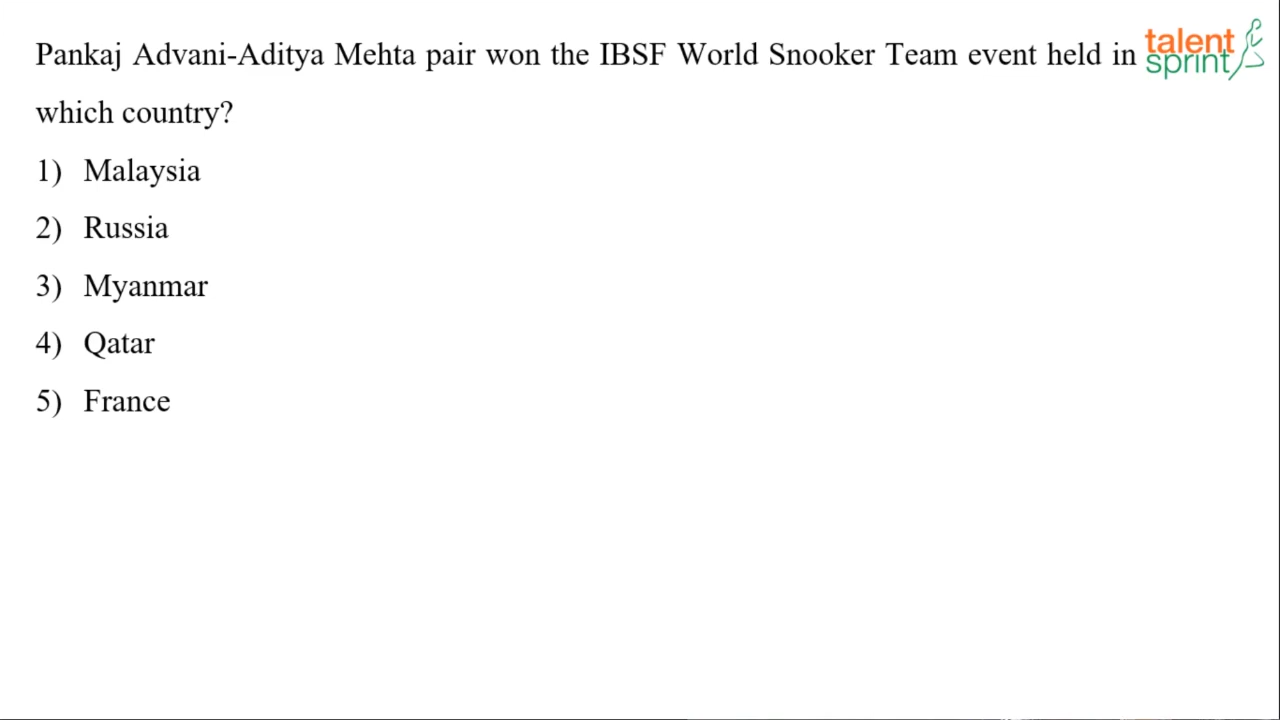 Pankaj Advani-Aditya Mehta pair won the IBSF World Snooker Team event held in
which country?
1) Malaysia
2) Russia
3) Myanmar
4) Qatar
5) France
talent
sprint